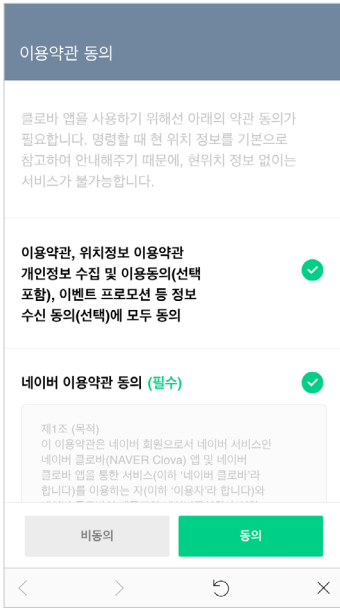 이용약관 동의
클로바 앱을 사용하기 위해선 아래의 약관 동의가
필요합니다. 명령할 때 현 위치 정보를 기본으로
참고하여 안내해주기 때문에, 현위치 정보 없이는
서비스가 불가능합니다.
이용약관, 위치정보 이용약관
개인정보 수집 및 이용동의(선택
포함), 이벤트 프로모션 등 정보
수신 동의(선택)에 모두 동의
네이버 이용약관 동의 (필수)
제1조 (목적)
이 이용약관은 네이버 회원으로서 네이버 서비스인
네이버 클로바(NAVER Clova) 앱 및 네이버
클로바 앱을 통한 서비스(이하 ‘네이버 클로바’라
합니다)를 이용하는 자(이하 ‘이용자’라 합니다)와
비동의
동의